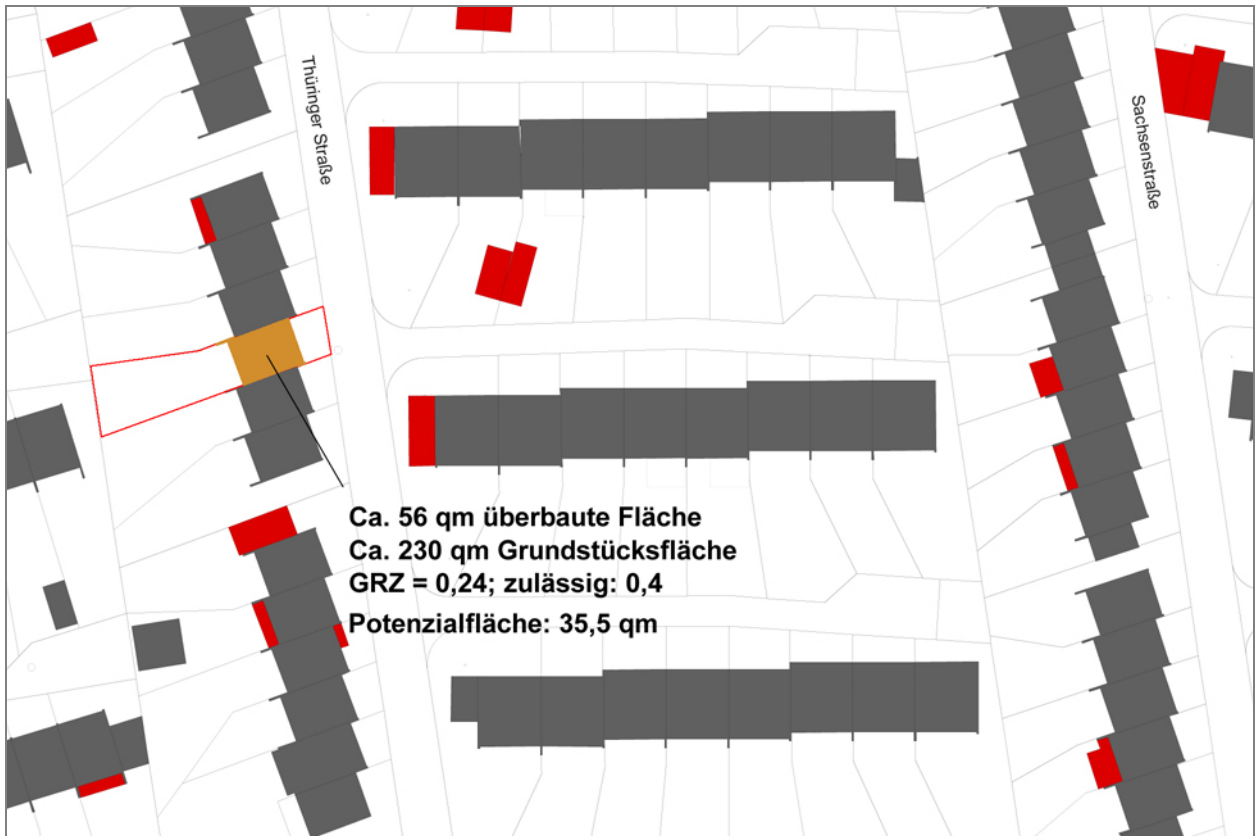 Thüringer Straße
Sachsenstraße
Ca. 56 qm überbaute Fläche
Ca. 230 qm Grundstücksfläche
GRZ = 0,24; zulässig: 0,4
Potenzialfläche: 35,5 qm